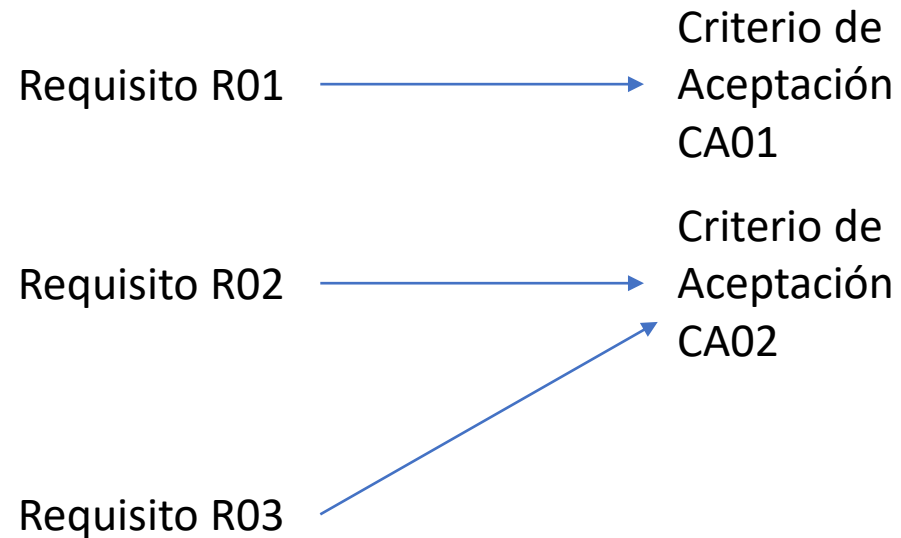 Requisito R01
Criterio de
Aceptación
CA01
Requisito R02
Criterio de
Aceptación
CA02
Requisito R03